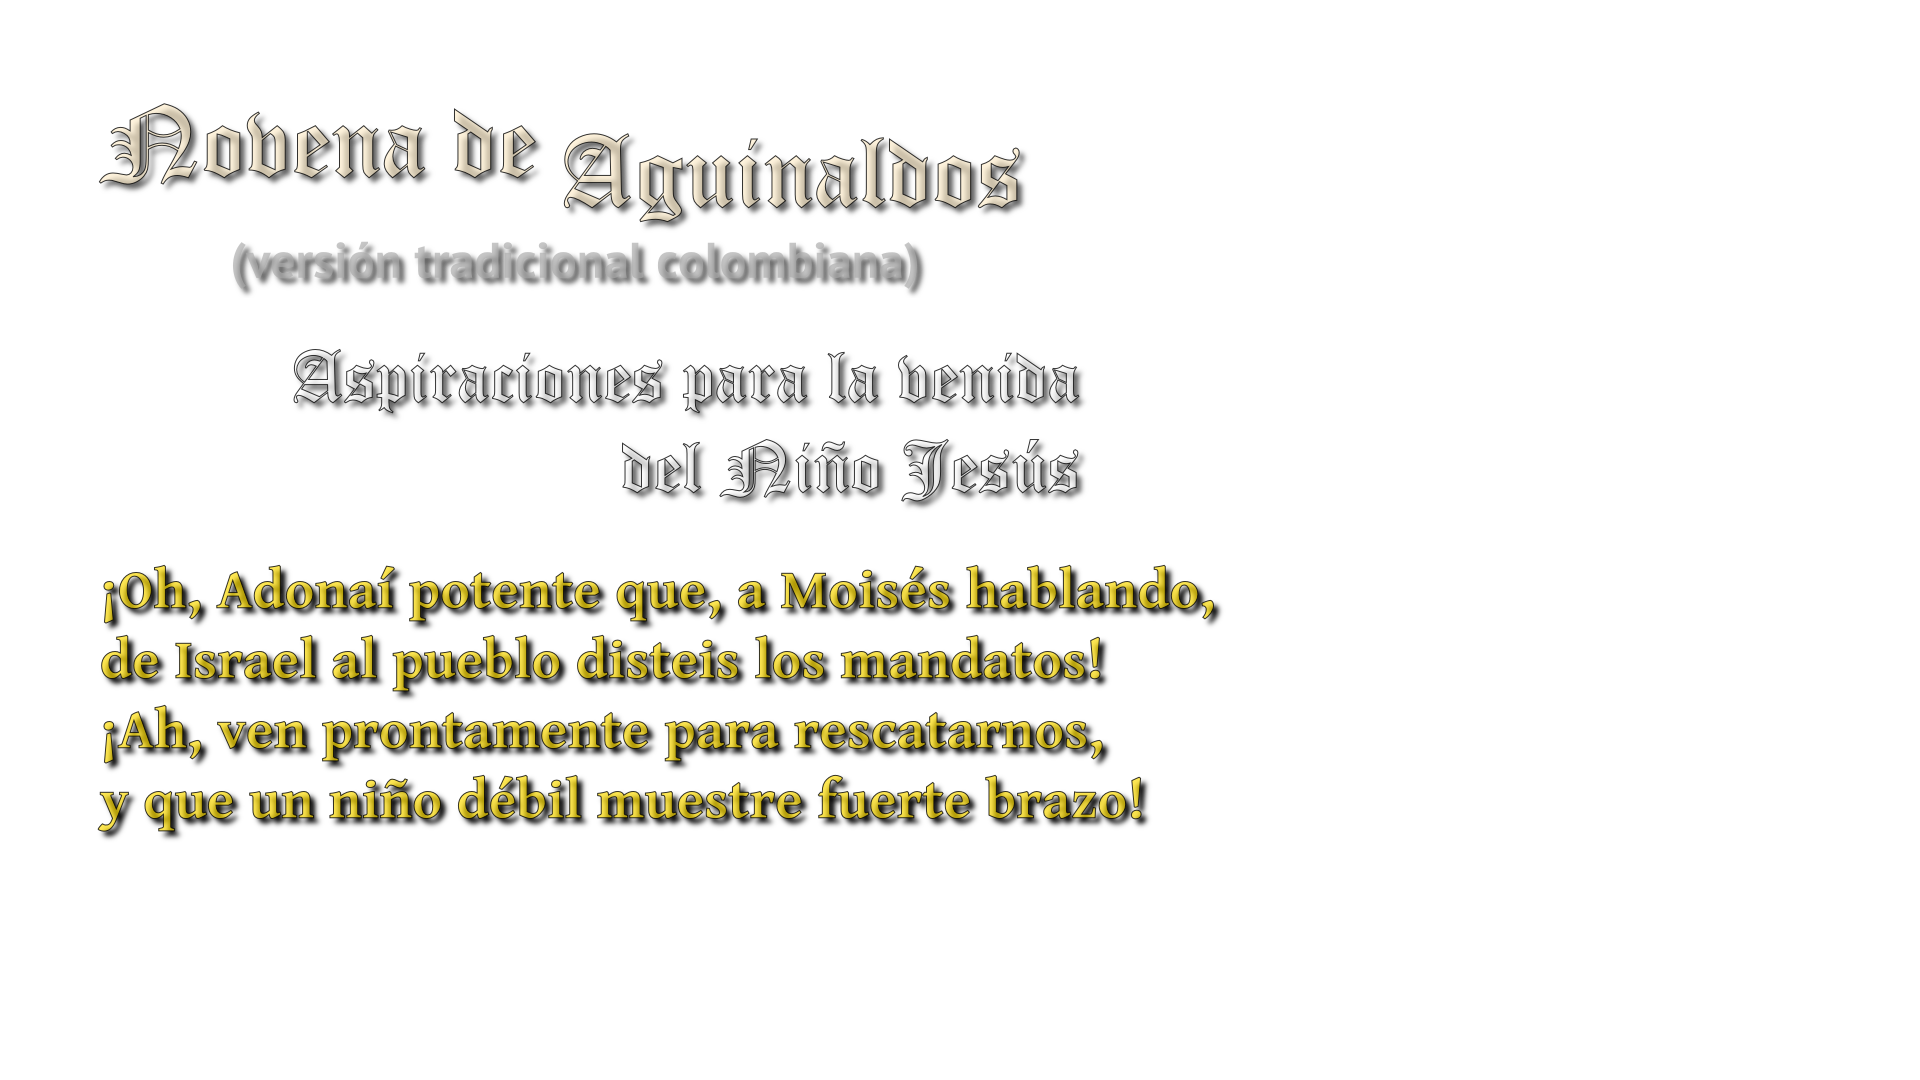 Novena de Aguinaldos
(versión tradicional colombiana)
Aspiraciones para la venida
del Niño Jesús
¡Oh, Adonaí potente que, a Moisés hablando,
de Israel al pueblo disteis los mandatos!
¡Ah, ven prontamente para rescatarnos,
y que un niño débil muestre fuerte brazo!